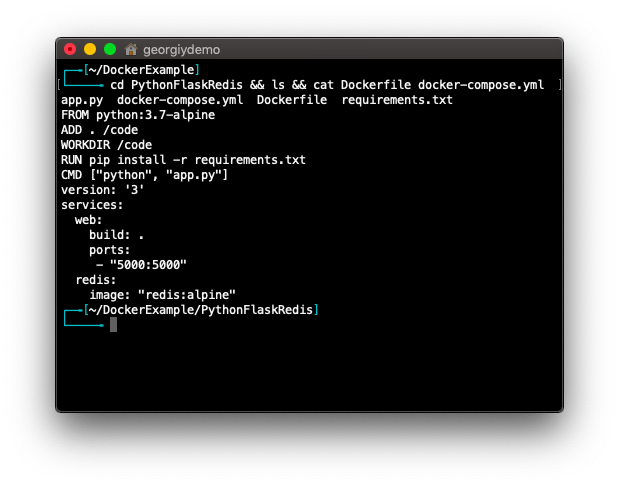 georgiydemo
[~/DockerExample]
cd PythonFlaskRedis && ls && cat Dockerfile docker-compose.yml
app.py  docker-compose.yml  Dockerfile  requirements.txt
FROM python:3.7-alpine
ADD . /code
WORKDIR /code
RUN pip install -r requirements.txt
CMD ["python", "app.py"]
version: '3'
services:
  web:
    build: .
    ports:
     - "5000:5000"
  redis:
    image: "redis:alpine"
[~/DockerExample/PythonFlaskRedis]